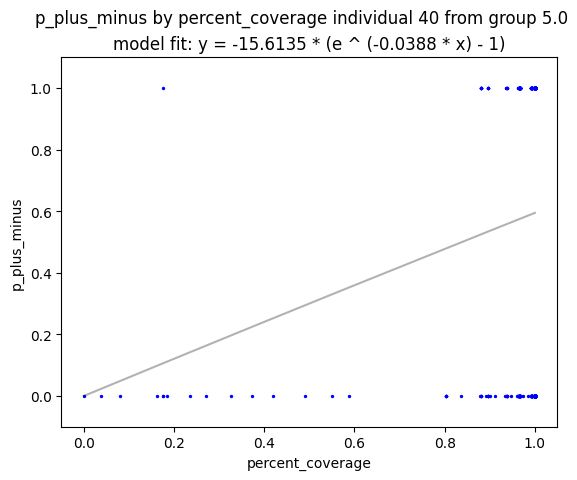 p_plus_minus by percent_coverage individual 40 from group 5.0
model fit: y = -15.6135 * (e ^ (-0.0388 * x) - 1)
p_plus_minus
1.0
0.8
0.6
0.4
0.2
0.0
0.0 0.2 0.4 0.6 0.8 1.0
percent_coverage